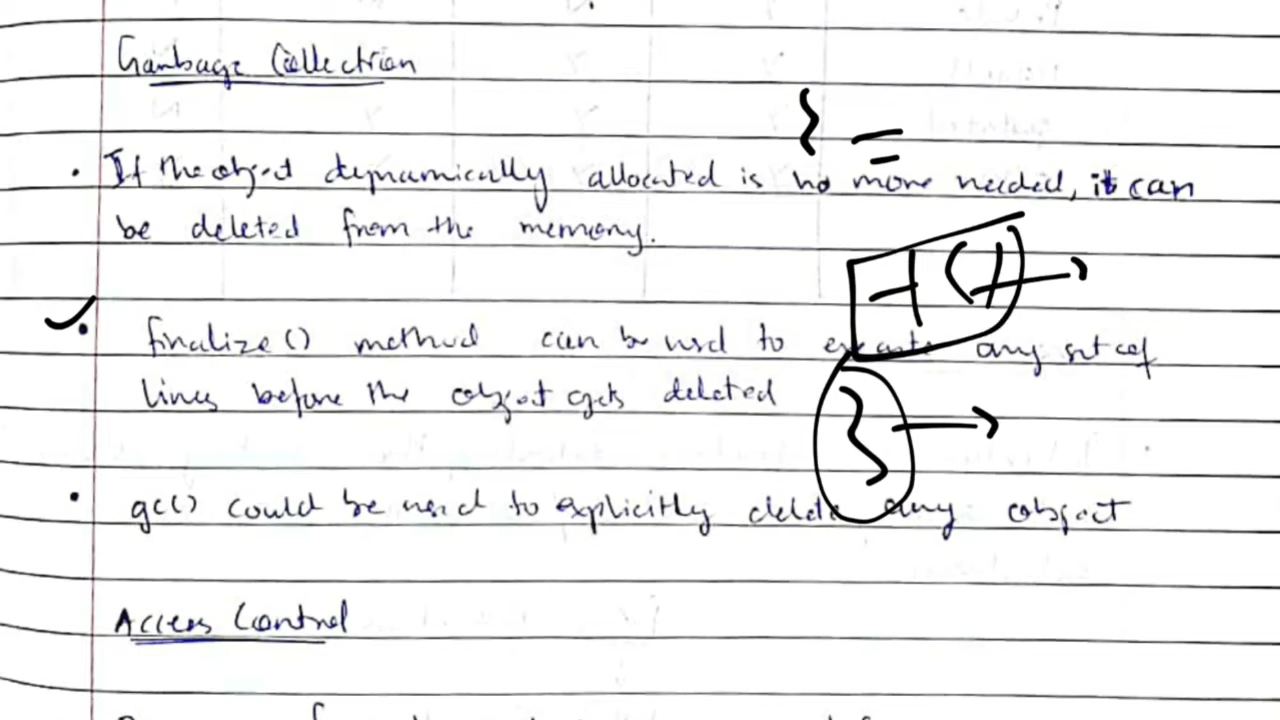 Garbage Collection
. If the object dynamically allocated is no more needed, it can
be deleted from the memory.
. finalize() method can be used to execute any set of
lines before the object gets deleted
. gc() could be used to explicitly delete any object
Access Control